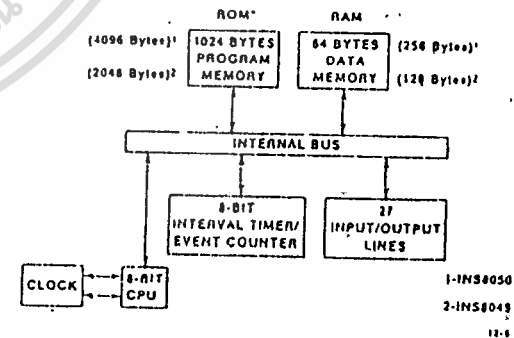 ROM* RAM
(4096 Bytes)¹ 1024 BYTES 64 BYTES (256 Bytes)¹
PROGRAM DATA
(2048 Bytes)² MEMORY MEMORY (128 Bytes)²
INTERNAL BUS
8-BIT 27
INTERVAL TIMER/ INPUT/OUTPUT
EVENT COUNTER LINES
CLOCK 8-BIT
CPU
1-INS8050
2-INS8049
12-6